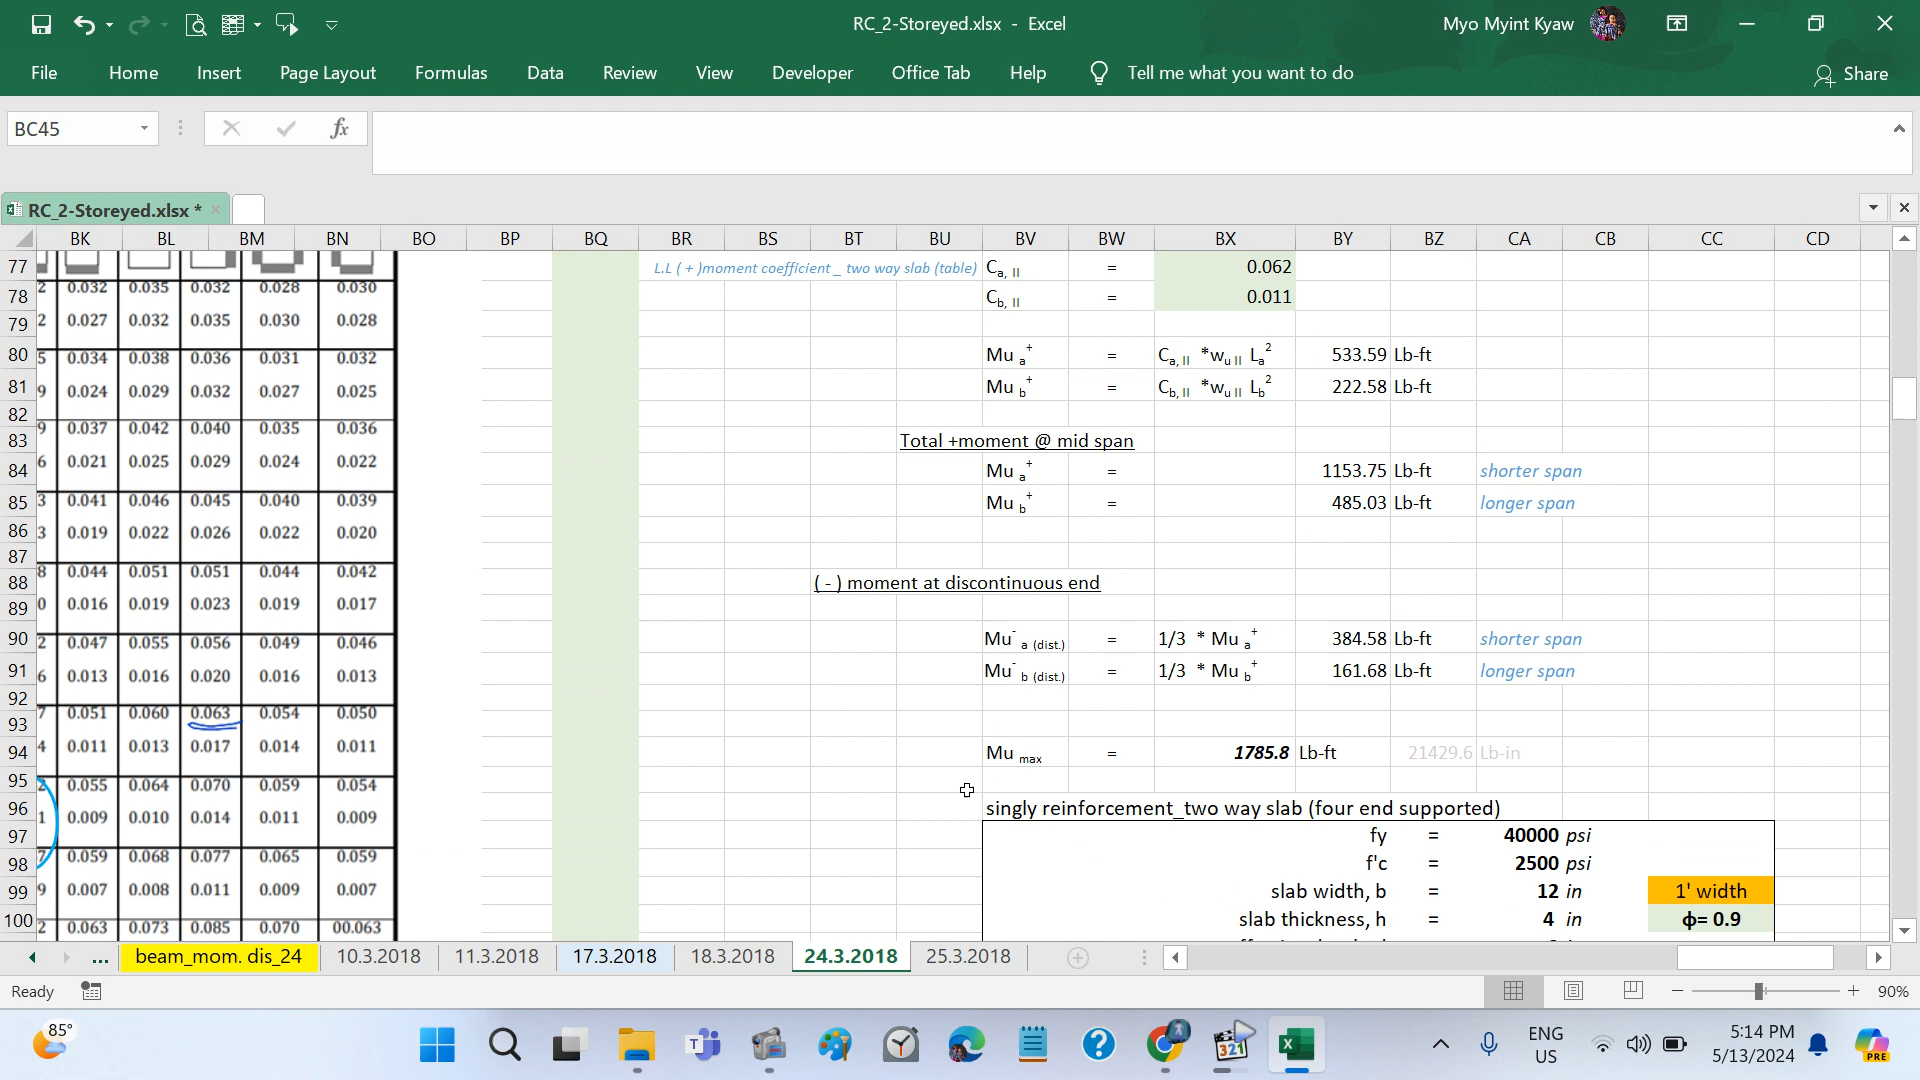 RC_2-Storeyed.xlsx - Excel
Myo Myint Kyaw
File Home Insert Page Layout Formulas Data Review View Developer Office Tab Help Tell me what you want to do Share
BC45 fx
RC_2-Storeyed.xlsx *
BK BL BM BN BO BP BQ BR BS BT BU BV BW BX BY BZ CA CB CC CD
77 L.L ( + )moment coefficient _ two way slab (table) Ca, ll = 0.062
78 2 0.032 0.035 0.032 0.028 0.030 Cb, ll = 0.011
79 2 0.027 0.032 0.035 0.030 0.028
80 5 0.034 0.038 0.036 0.031 0.032 Mu a+ = Ca, ll *wu ll La2 533.59 Lb-ft
81 9 0.024 0.029 0.032 0.027 0.025 Mu b+ = Cb, ll *wu ll Lb2 222.58 Lb-ft
82
83 9 0.037 0.042 0.040 0.035 0.036 Total +moment @ mid span
84 6 0.021 0.025 0.029 0.024 0.022 Mu a+ = 1153.75 Lb-ft shorter span
85 3 0.041 0.046 0.045 0.040 0.039 Mu b+ = 485.03 Lb-ft longer span
86 3 0.019 0.022 0.026 0.022 0.020
87
88 8 0.044 0.051 0.051 0.044 0.042 ( - ) moment at discontinuous end
89 0 0.016 0.019 0.023 0.019 0.017
90 2 0.047 0.055 0.056 0.049 0.046 Mu- a (dist.) = 1/3 * Mu a+ 384.58 Lb-ft shorter span
91 6 0.013 0.016 0.020 0.016 0.013 Mu- b (dist.) = 1/3 * Mu b+ 161.68 Lb-ft longer span
92
93 7 0.051 0.060 0.063 0.054 0.050
94 4 0.011 0.013 0.017 0.014 0.011 Mu max = 1785.8 Lb-ft 21429.6 Lb-in
95 2 0.055 0.064 0.070 0.059 0.054
96 1 0.009 0.010 0.014 0.011 0.009 singly reinforcement_two way slab (four end supported)
97 fy = 40000 psi
98 7 0.059 0.068 0.077 0.065 0.059 f'c = 2500 psi
99 9 0.007 0.008 0.011 0.009 0.007 slab width, b = 12 in 1' width
100 2 0.063 0.073 0.085 0.070 00.063 slab thickness, h = 4 in ϕ= 0.9
... beam_mom. dis_24 10.3.2018 11.3.2018 17.3.2018 18.3.2018 24.3.2018 25.3.2018
Ready 90%
85° 321 ENG US 5:14 PM 5/13/2024 PRE